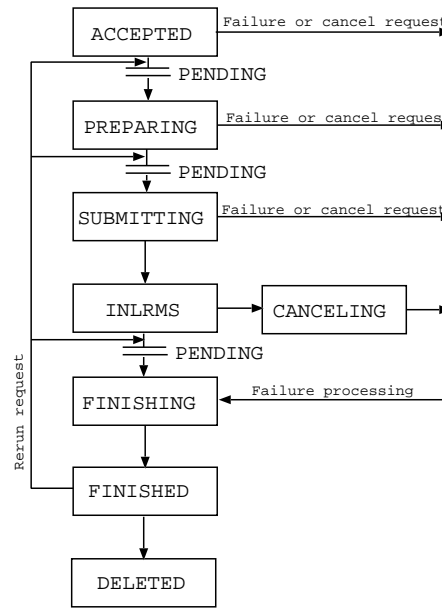 ACCEPTED
Failure or cancel request
PENDING
PREPARING
Failure or cancel request
PENDING
SUBMITTING
Failure or cancel request
INLRMS
CANCELING
PENDING
Rerun request
FINISHING
Failure processing
FINISHED
DELETED